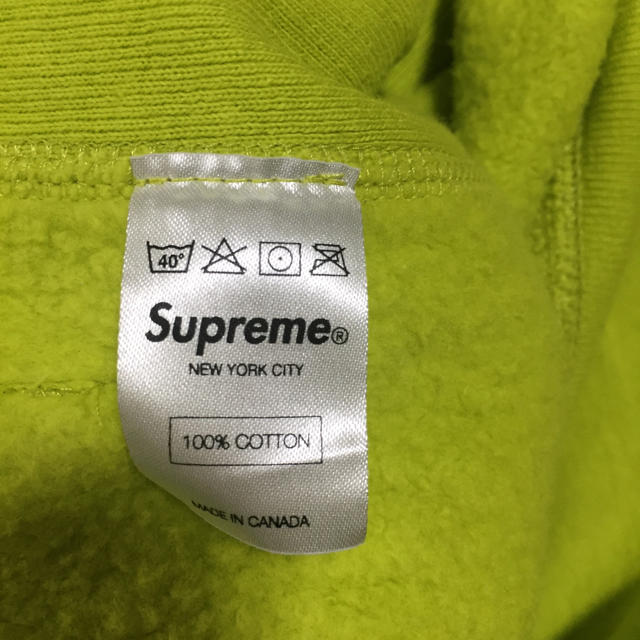 40°
Supreme®
NEW YORK CITY
100% COTTON
MADE IN CANADA